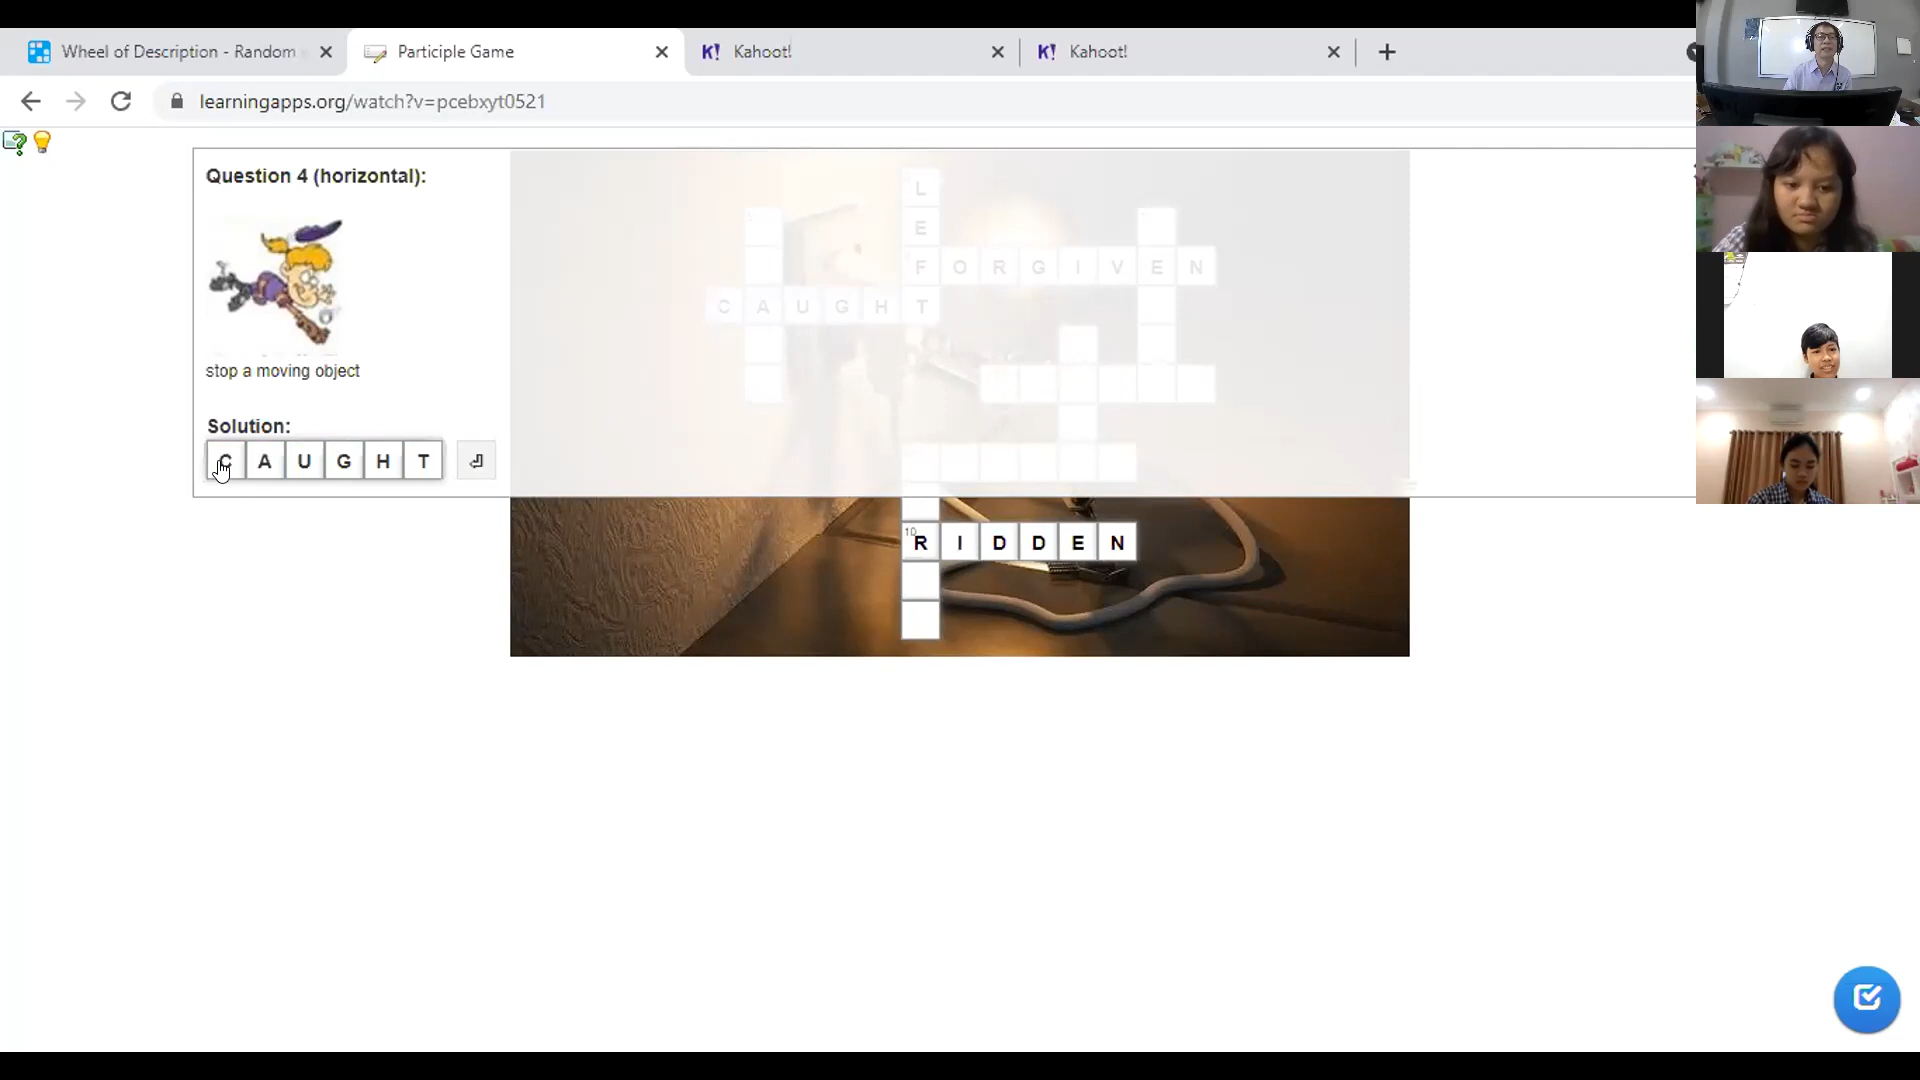 Wheel of Description - Random
Participle Game
K! Kahoot!
K! Kahoot!
learningapps.org/watch?v=pcebxyt0521
Question 4 (horizontal):
stop a moving object
Solution:
C A U G H T
L
E
F O R G I V E N
C A U G H T
10 R I D D E N